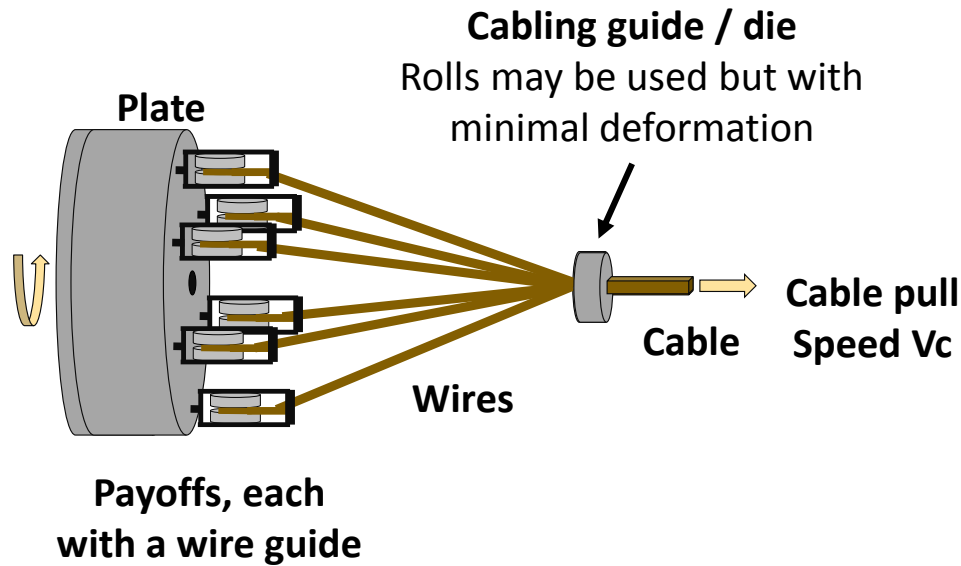 Cabling guide / die
Rolls may be used but with
minimal deformation
Plate
Cable pull
Speed Vc
Cable
Wires
Payoffs, each
with a wire guide